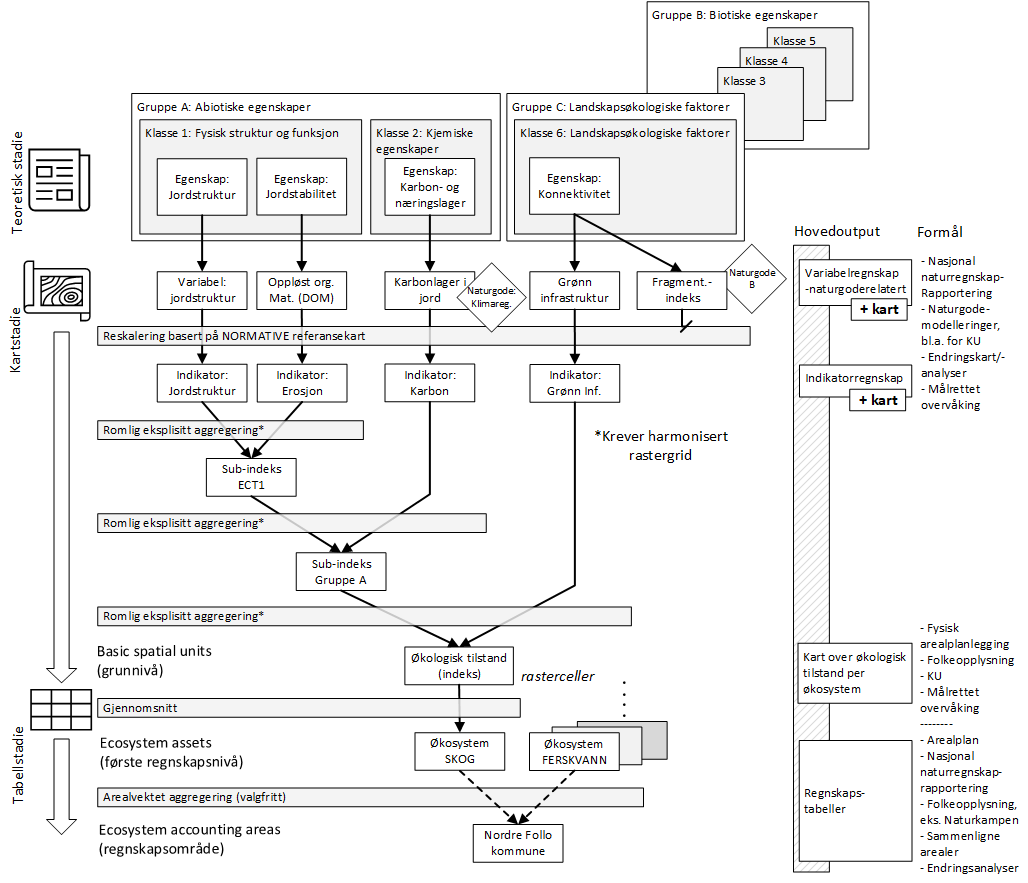 Gruppe B: Biotiske egenskaper
Klasse 5
Klasse 4
Klasse 3
Gruppe A: Abiotiske egenskaper
Klasse 1: Fysisk struktur og funksjon
Egenskap:
Jordstruktur
Egenskap:
Jordstabilitet
Klasse 2: Kjemiske
egenskaper
Egenskap:
Karbon- og
næringslager
Gruppe C: Landskapsøkologiske faktorer
Klasse 6: Landskapsøkologiske faktorer
Egenskap:
Konnektivitet
Teoretisk stadie
Kartstadie
Tabellstadie
Variabel:
jordstruktur
Oppløst org.
Mat. (DOM)
Karbonlager i
jord
Naturgode:
Klimareg.
Grønn
infrastruktur
Fragment.-
indeks
Naturgode
B
Reskalering basert på NORMATIVE referansekart
Indikator:
Jordstruktur
Indikator:
Erosjon
Indikator:
Karbon
Indikator:
Grønn Inf.
Romlig eksplisitt aggregering*
*Krever harmonisert
rastergrid
Sub-indeks
ECT1
Romlig eksplisitt aggregering*
Sub-indeks
Gruppe A
Romlig eksplisitt aggregering*
Basic spatial units
(grunnivå)
Økologisk tilstand
(indeks)
rasterceller
Gjennomsnitt
Ecosystem assets
(første regnskapsnivå)
Økosystem
SKOG
Økosystem
FERSKVANN
Arealvektet aggregering (valgfritt)
Ecosystem accounting areas
(regnskapsområde)
Nordre Follo
kommune
Hovedoutput
Variabelregnskap
-naturgoderelatert
+ kart
Indikatorregnskap
+ kart
Kart over økologisk
tilstand per
økosystem
Regnskaps-
tabeller
Formål
- Nasjonal
naturregnskap-
Rapportering
- Naturgode-
modelleringer,
bl.a. for KU
- Endringskart/-
analyser
- Målrettet
overvåking
- Fysisk
arealplanlegging
- Folkeopplysning
- KU
- Målrettet
overvåking
--------
- Arealplan
- Nasjonal
naturregnskap-
rapportering
- Folkeopplysning,
eks. Naturkampen
- Sammenligne
arealer
- Endringsanalyser